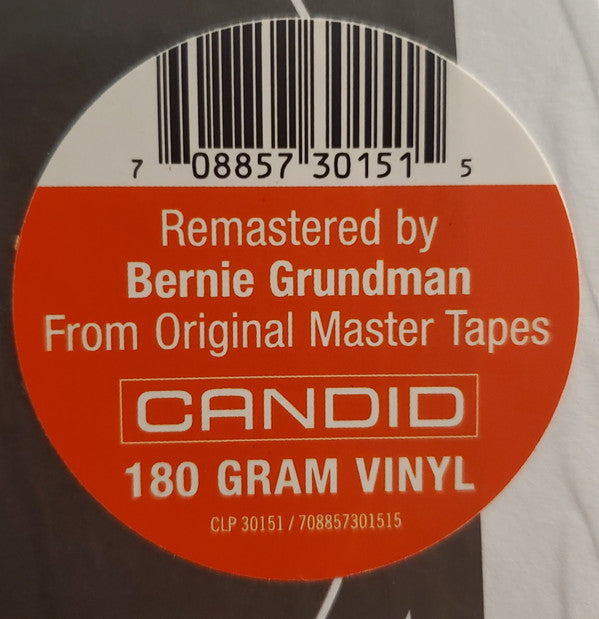 7 08857 30151 5
Remastered by
Bernie Grundman
From Original Master Tapes
CANDID
180 GRAM VINYL
CLP 30151 / 708857301515